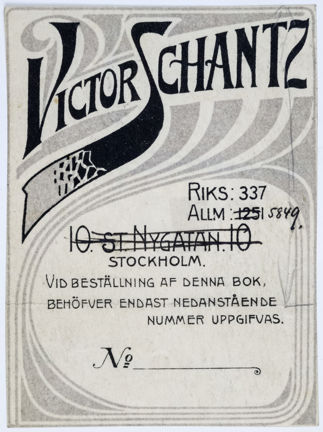 VICTOR SCHANTZ
RIKS: 337
ALLM: 1251 5849.
10. ST. NYGATAN. 10
STOCKHOLM.
VID BESTÄLLNING AF DENNA BOK,
BEHÖFVER ENDAST NEDANSTÅENDE
NUMMER UPPGIFVAS.
No